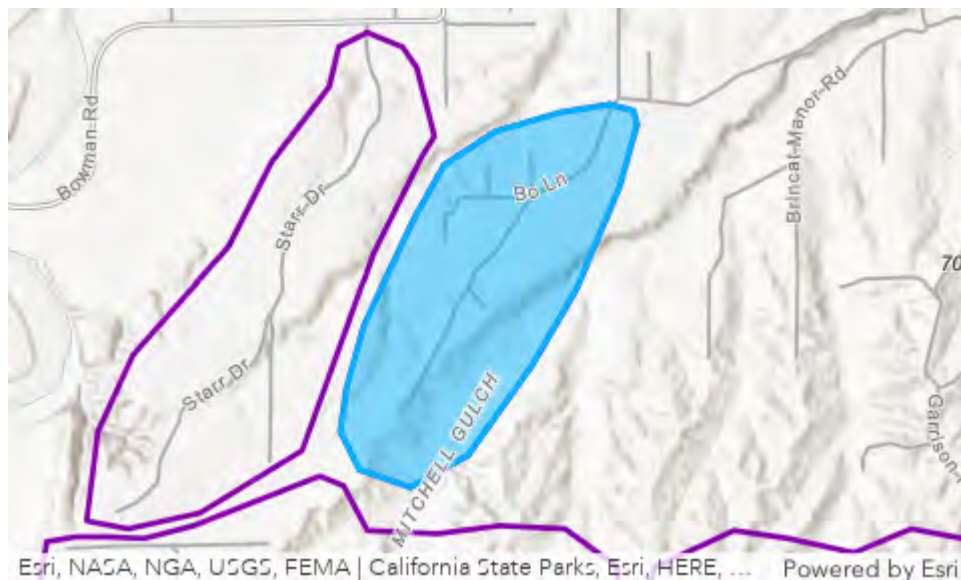 Bowman Rd
Starr Dr
Starr Dr
Bo Ln
Brincat Manor Rd
70
MITCHELL GULCH
Esri, NASA, NGA, USGS, FEMA | California State Parks, Esri, HERE, ...
Powered by Esri